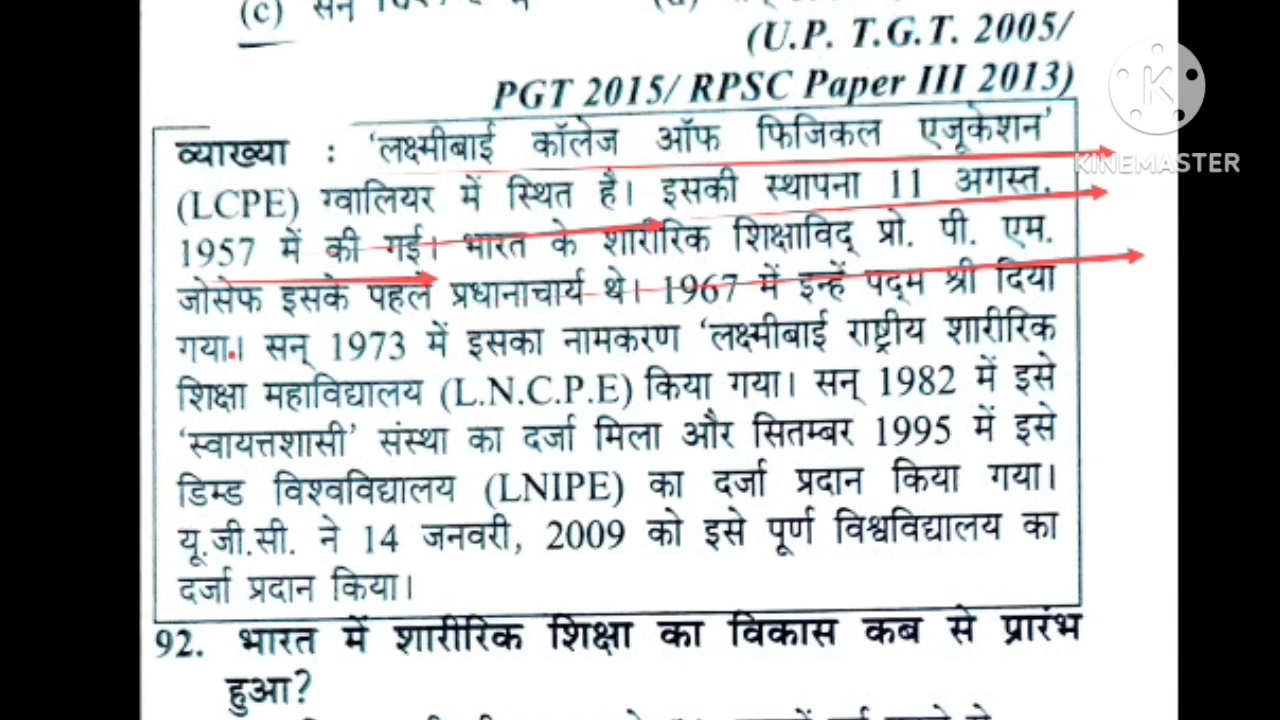 (c) सन्
(U.P. T.G.T. 2005/
PGT 2015/ RPSC Paper III 2013)
KINEMASTER
व्याख्या : ‘लक्ष्मीबाई कॉलेज ऑफ फिजिकल एजूकेशन’
(LCPE) ग्वालियर में स्थित है। इसकी स्थापना 11 अगस्त,
1957 में की गई। भारत के शारीरिक शिक्षाविद् प्रो. पी. एम.
जोसेफ इसके पहले प्रधानाचार्य थे। 1967 में इन्हें पद्म श्री दिया
गया। सन् 1973 में इसका नामकरण ‘लक्ष्मीबाई राष्ट्रीय शारीरिक
शिक्षा महाविद्यालय (L.N.C.P.E) किया गया। सन् 1982 में इसे
‘स्वायत्तशासी’ संस्था का दर्जा मिला और सितम्बर 1995 में इसे
डिम्ड विश्वविद्यालय (LNIPE) का दर्जा प्रदान किया गया।
यू.जी.सी. ने 14 जनवरी, 2009 को इसे पूर्ण विश्वविद्यालय का
दर्जा प्रदान किया।
92. भारत में शारीरिक शिक्षा का विकास कब से प्रारंभ
हुआ?